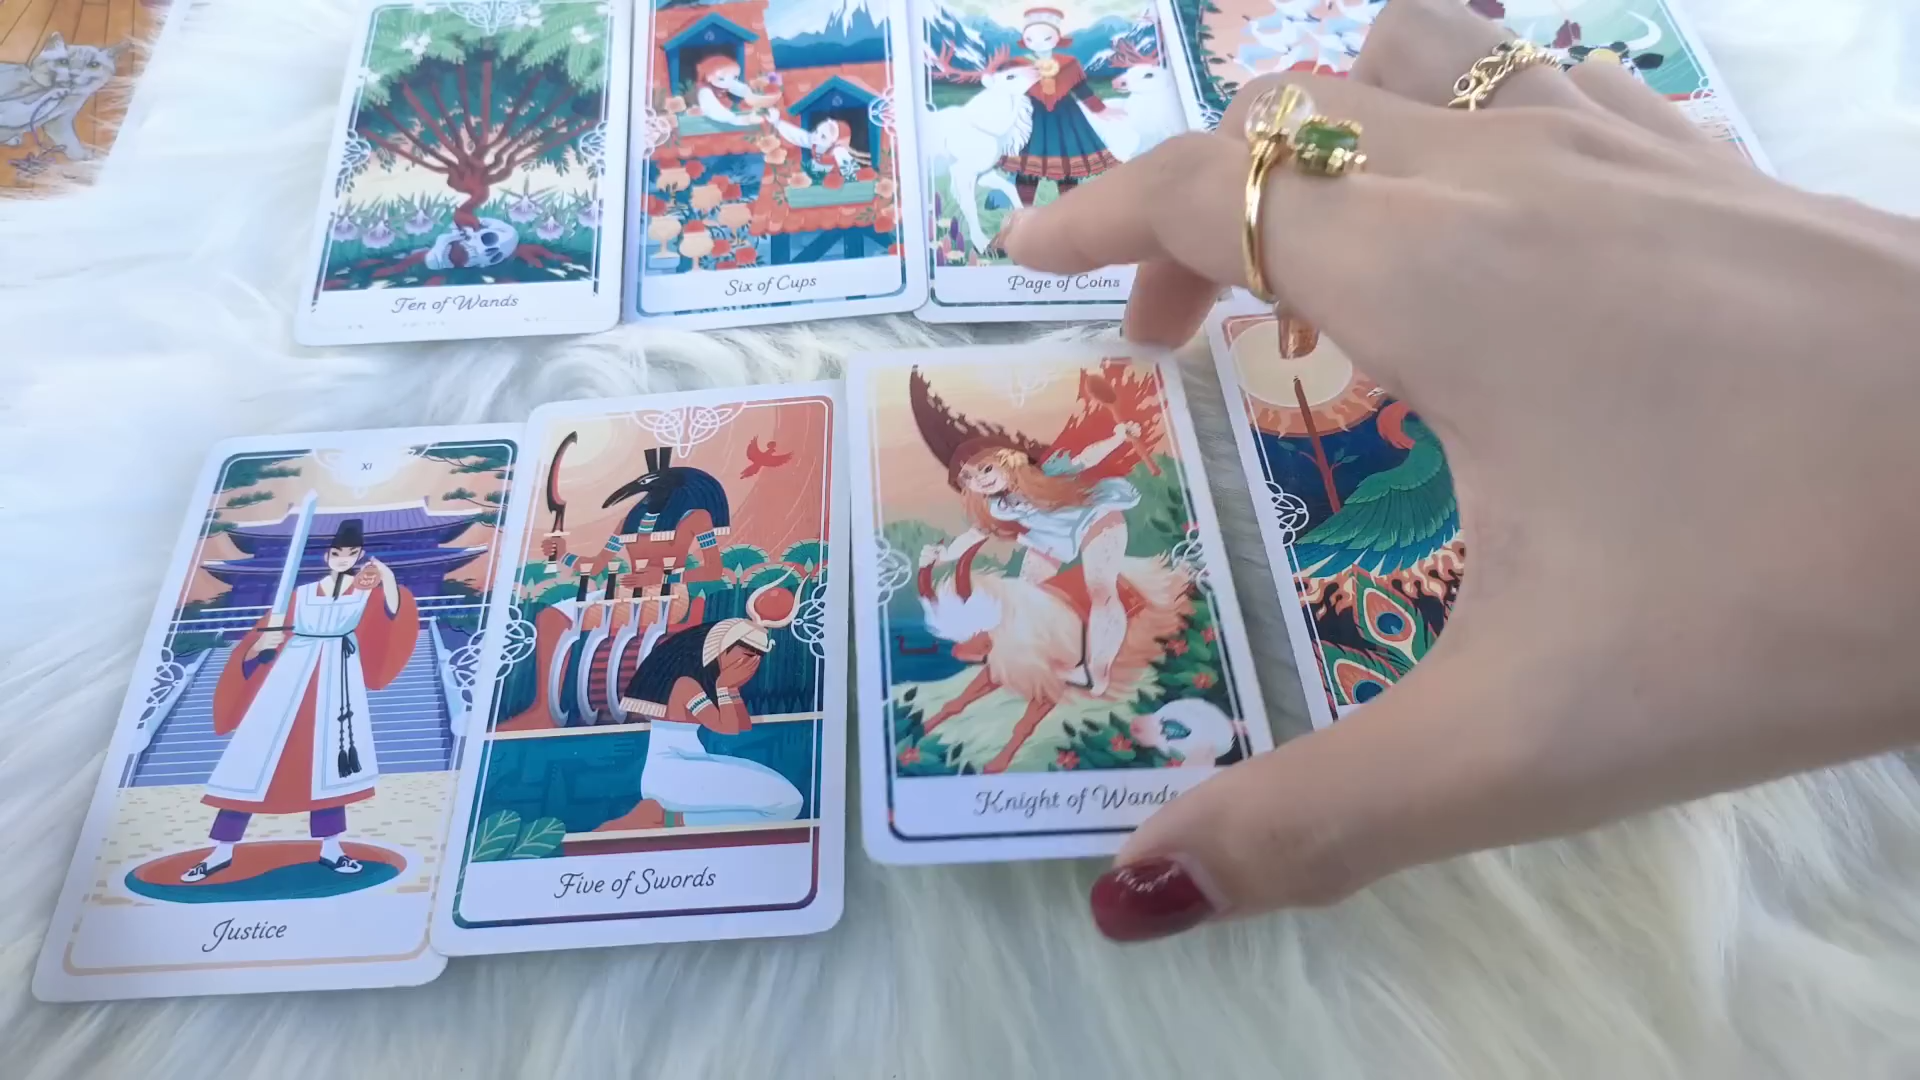 Ten of Wands
Six of Cups
Page of Coins
XI
Justice
Five of Swords
Knight of Wands